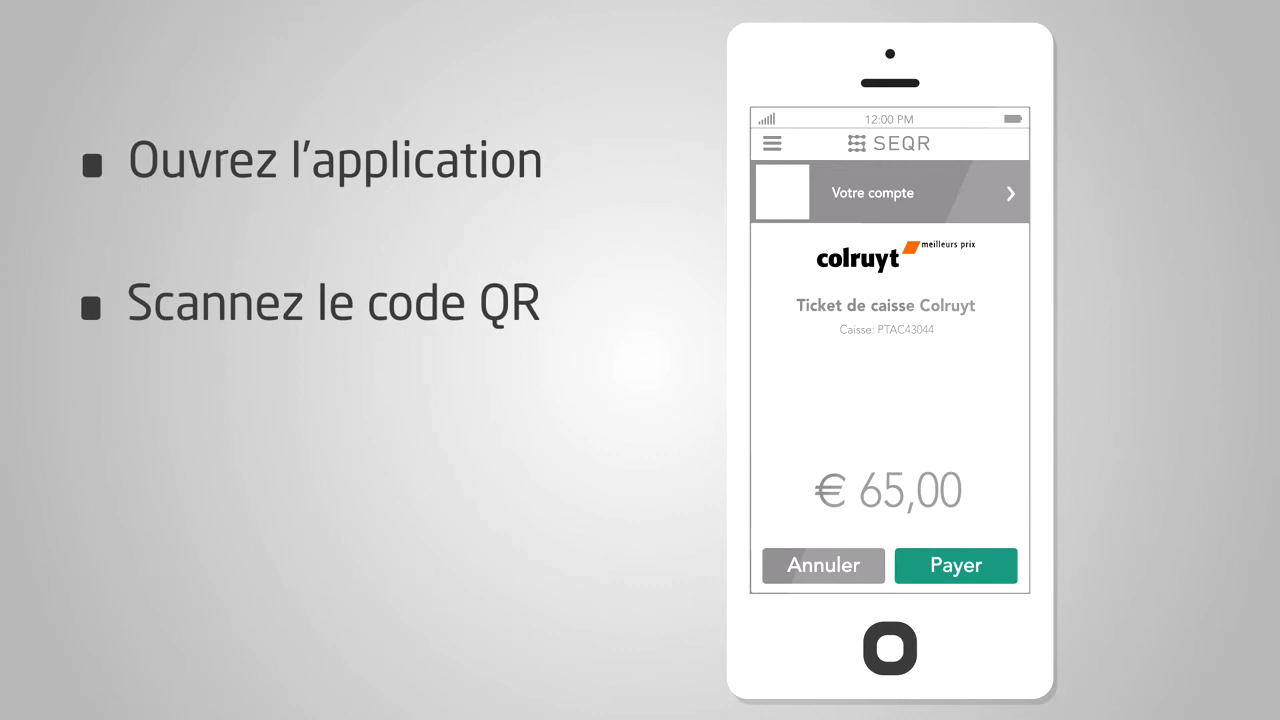 Ouvrez l'application
Scannez le code QR
12:00 PM
SEQR
Votre compte
colruyt meilleurs prix
Ticket de caisse Colruyt
Caisse: PTAC43044
€ 65,00
Annuler Payer